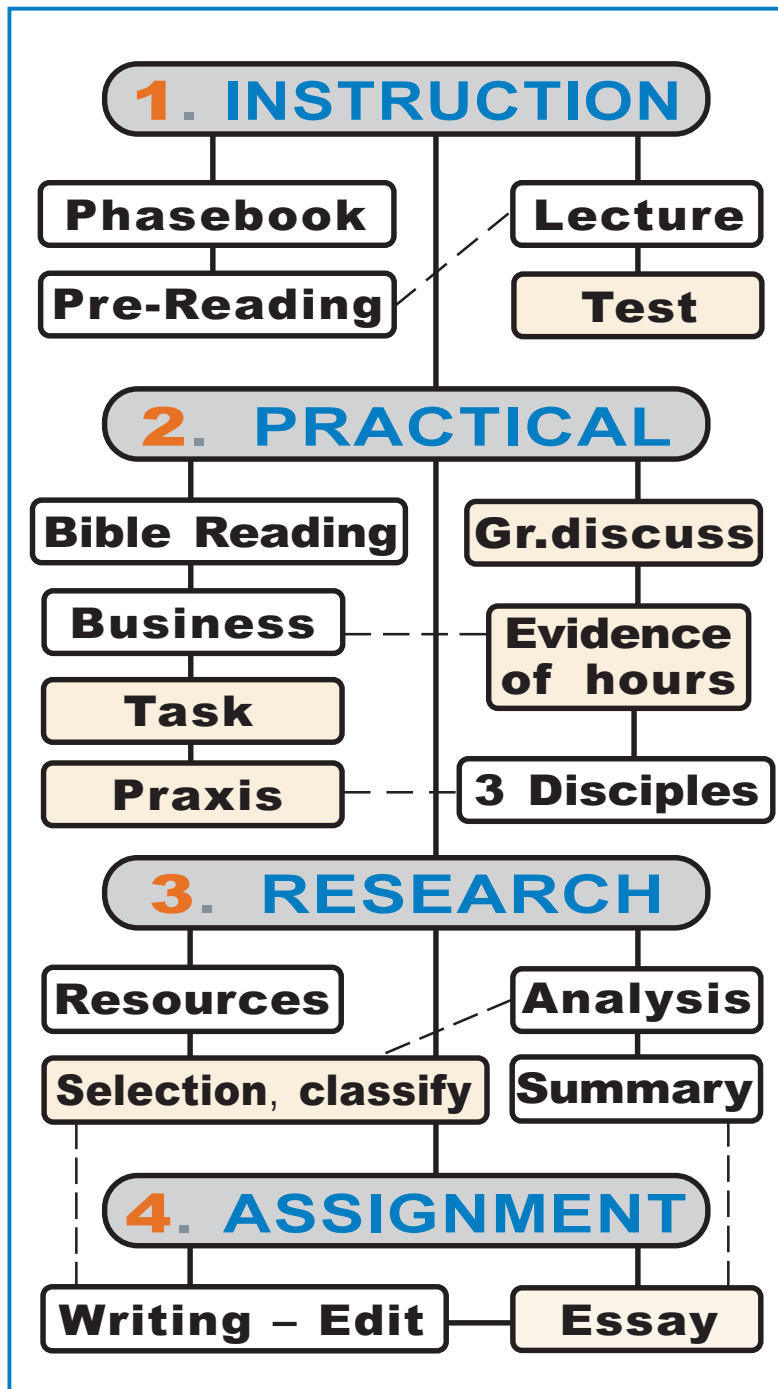 1. INSTRUCTION
Phasebook
Lecture
Pre-Reading
Test
2. PRACTICAL
Bible Reading
Gr.discuss
Business
Evidence
of hours
Task
Praxis
3 Disciples
3. RESEARCH
Resources
Analysis
Selection, classify
Summary
4. ASSIGNMENT
Writing – Edit
Essay